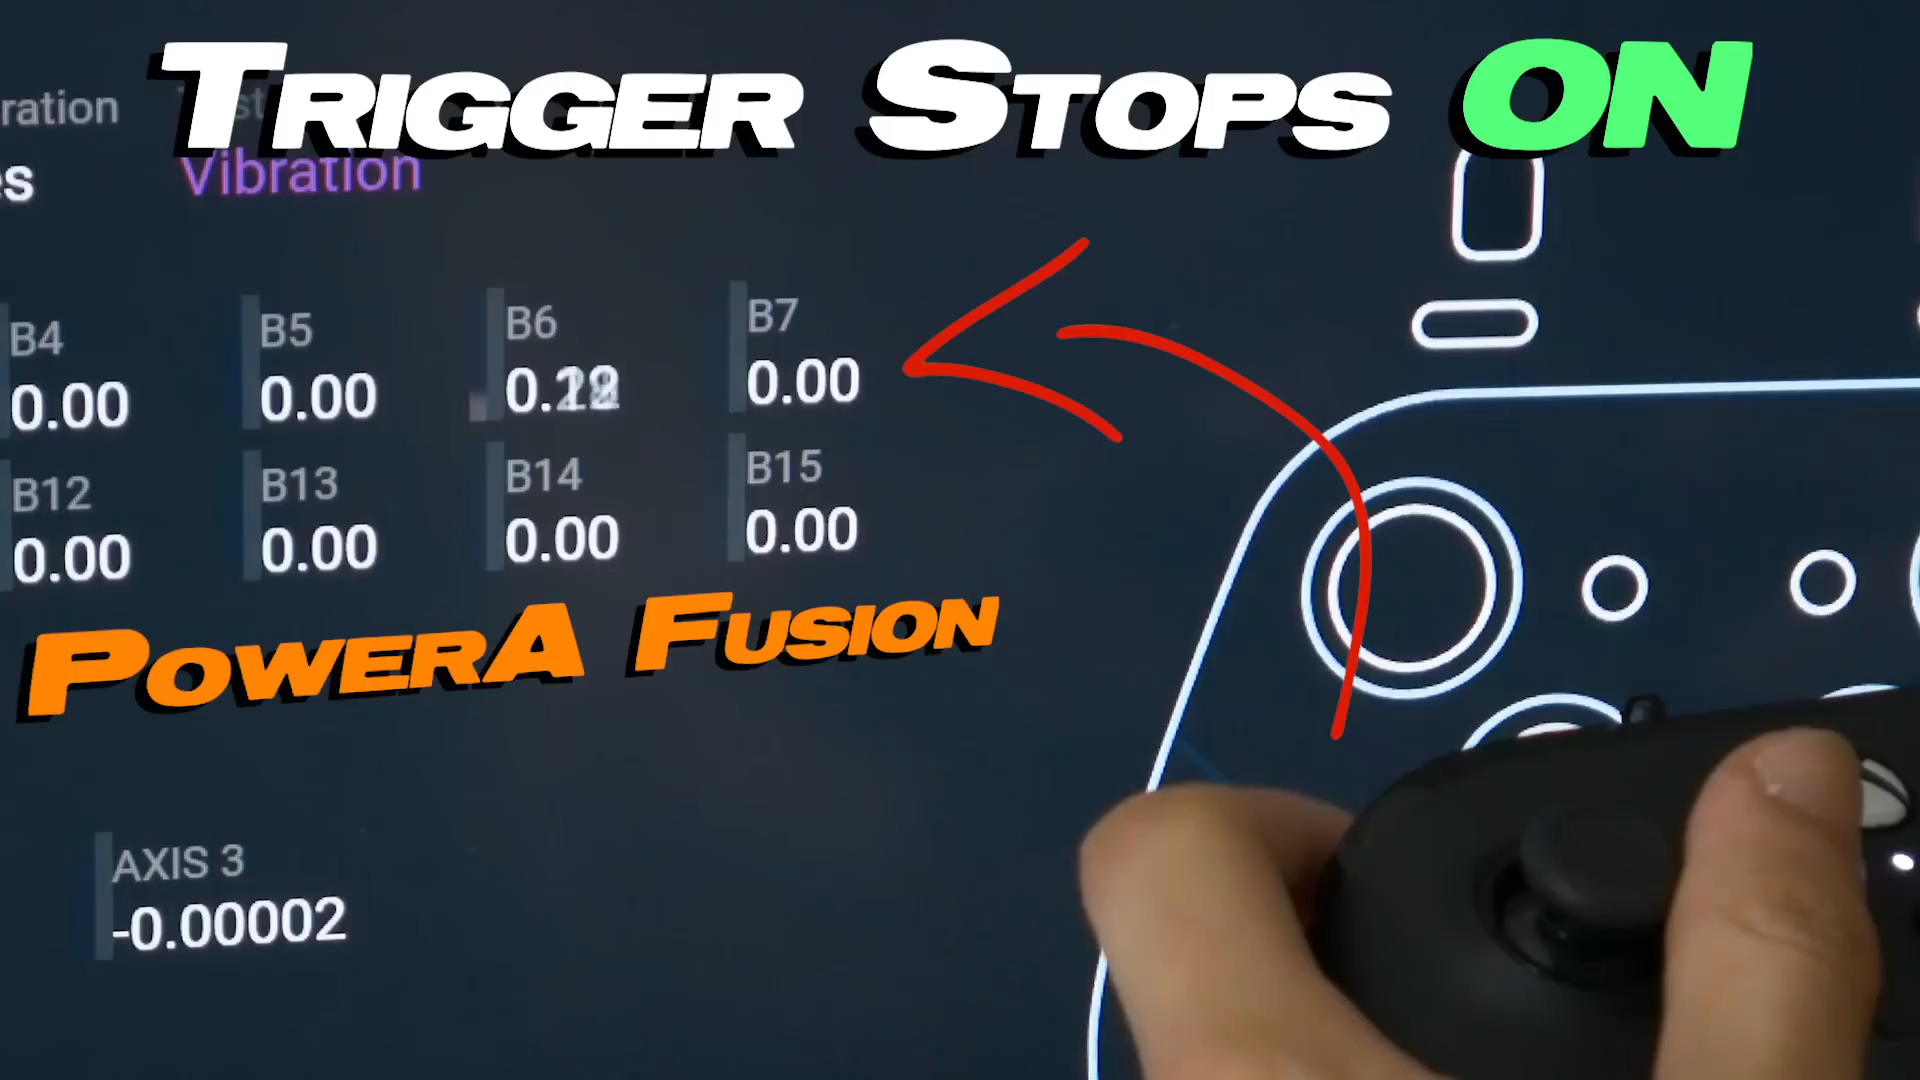 TRIGGER STOPS ON
ration
es Vibration
B4 B5 B6 B7
0.00 0.00 0.00
B12 B13 B14 B15
0.00 0.00 0.00 0.00
POWERA FUSION
AXIS 3
-0.00002